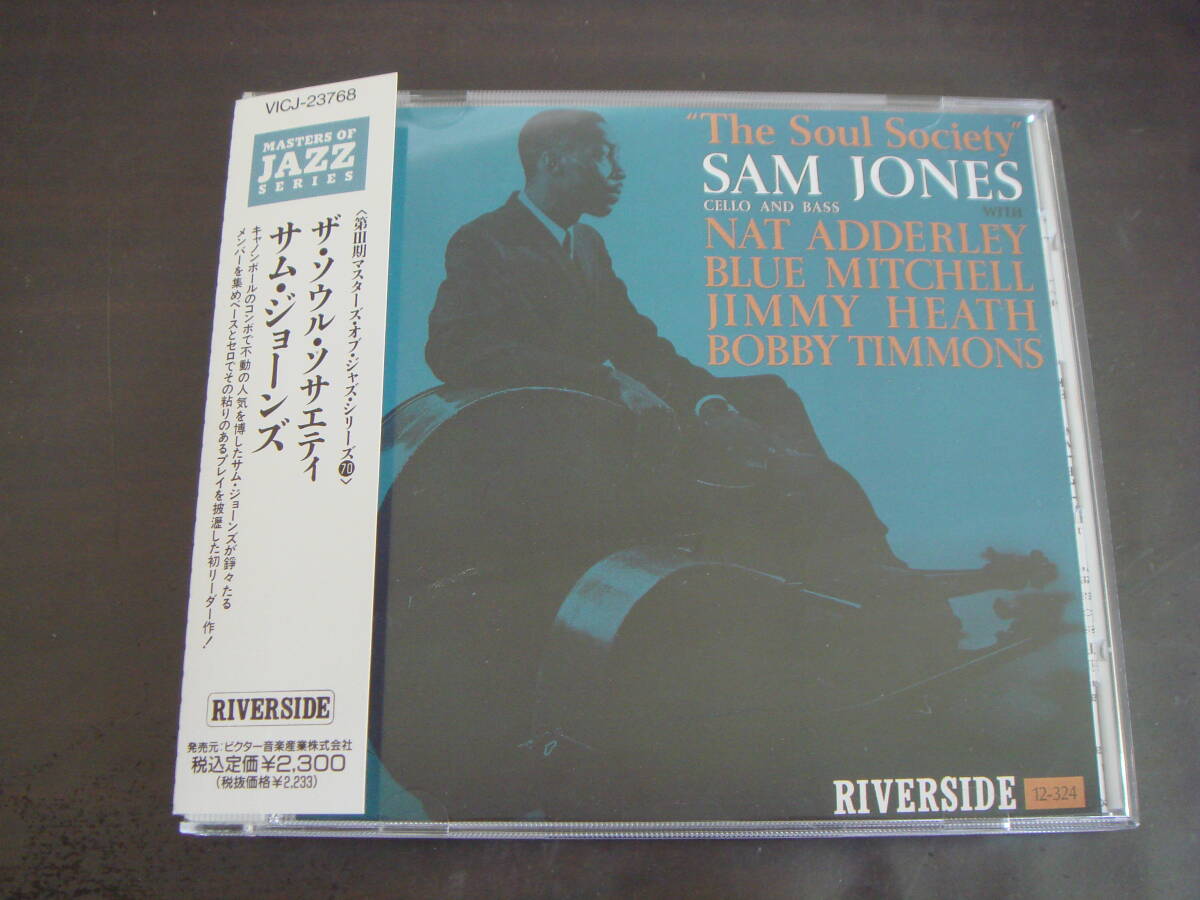 VICJ-23768
MASTERS OF
JAZZ
SERIES
〈第III期マスターズ・オブ・ジャズ・シリーズ70〉
ザ・ソウル・ソサエティ
サム・ジョーンズ
キャノンボールのコンボで不動の人気を博したサム・ジョーンズが錚々たる
メンバーを集め、ベースとセロでその粘りのあるプレイを披瀝した初リーダー作!
RIVERSIDE
発売元:ビクター音楽産業株式会社
税込定価¥2,300
(税抜価格¥2,233)
"The Soul Society"
SAM JONES
CELLO AND BASS
WITH
NAT ADDERLEY
BLUE MITCHELL
JIMMY HEATH
BOBBY TIMMONS
RIVERSIDE 12-324